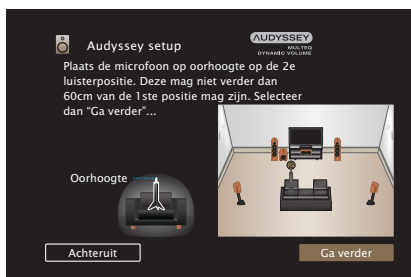 Audyssey setup
AUDYSSEY
MULTEQ
DYNAMIC VOLUME
Plaats de microfoon op oorhoogte op de 2e
luisterpositie. Deze mag niet verder dan
60cm van de 1ste positie mag zijn. Selecteer
dan “Ga verder”...
Oorhoogte
Achteruit
Ga verder